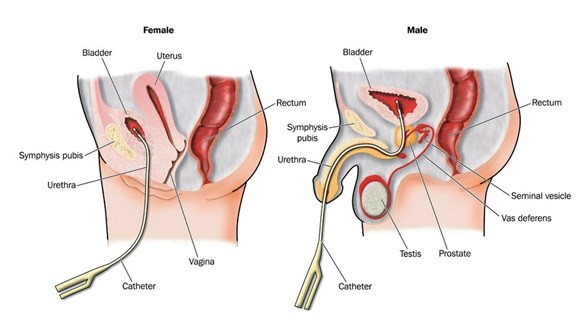 Female
Bladder
Uterus
Rectum
Symphysis pubis
Urethra
Vagina
Catheter
Male
Bladder
Rectum
Symphysis
pubis
Urethra
Seminal vesicle
Vas deferens
Testis
Prostate
Catheter